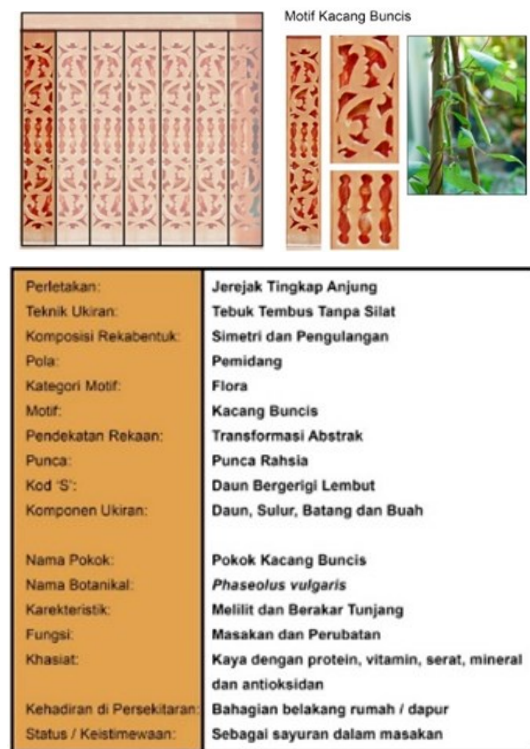 Motif Kacang Buncis
Perletakan: Jerejak Tingkap Anjung
Teknik Ukiran: Tebuk Tembus Tanpa Silat
Komposisi Rekabentuk: Simetri dan Pengulangan
Pola: Pemidang
Kategori Motif: Flora
Motif: Kacang Buncis
Pendekatan Rekaan: Transformasi Abstrak
Punca: Punca Rahsia
Kod 'S': Daun Bergerigi Lembut
Komponen Ukiran: Daun, Sulur, Batang dan Buah
Nama Pokok: Pokok Kacang Buncis
Nama Botanikal: Phaseolus vulgaris
Karekteristik: Melilit dan Berakar Tunjang
Fungsi: Masakan dan Perubatan
Khasiat: Kaya dengan protein, vitamin, serat, mineral
dan antioksidan
Kehadiran di Persekitaran: Bahagian belakang rumah / dapur
Status / Keistimewaan: Sebagai sayuran dalam masakan